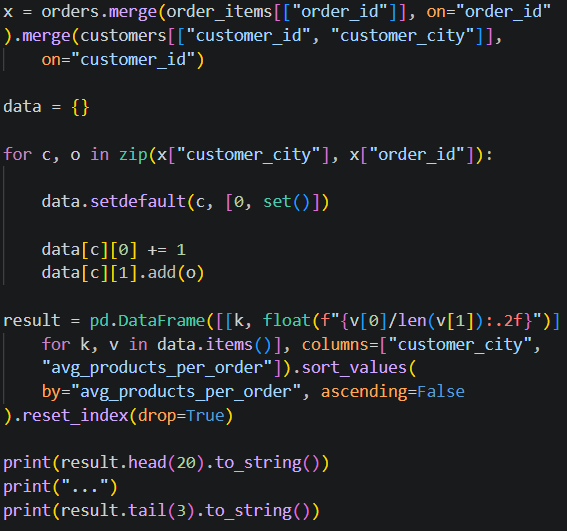 x = orders.merge(order_items[["order_id"]], on="order_id"
).merge(customers[["customer_id", "customer_city"]],
    on="customer_id")

data = {}

for c, o in zip(x["customer_city"], x["order_id"]):

    data.setdefault(c, [0, set()])

    data[c][0] += 1
    data[c][1].add(o)

result = pd.DataFrame([[k, float(f"{v[0]/len(v[1]):.2f}")]
    for k, v in data.items()], columns=["customer_city",
    "avg_products_per_order"]).sort_values(
    by="avg_products_per_order", ascending=False
).reset_index(drop=True)

print(result.head(20).to_string())
print("...")
print(result.tail(3).to_string())